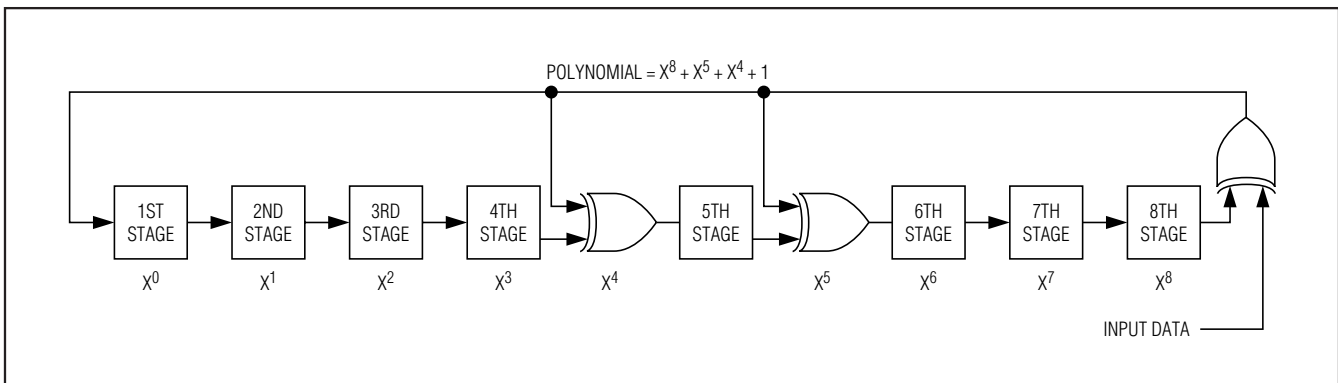 POLYNOMIAL = X⁸ + X⁵ + X⁴ + 1
1ST
STAGE
2ND
STAGE
3RD
STAGE
4TH
STAGE
5TH
STAGE
6TH
STAGE
7TH
STAGE
8TH
STAGE
X⁰
X¹
X²
X³
X⁴
X⁵
X⁶
X⁷
X⁸
INPUT DATA